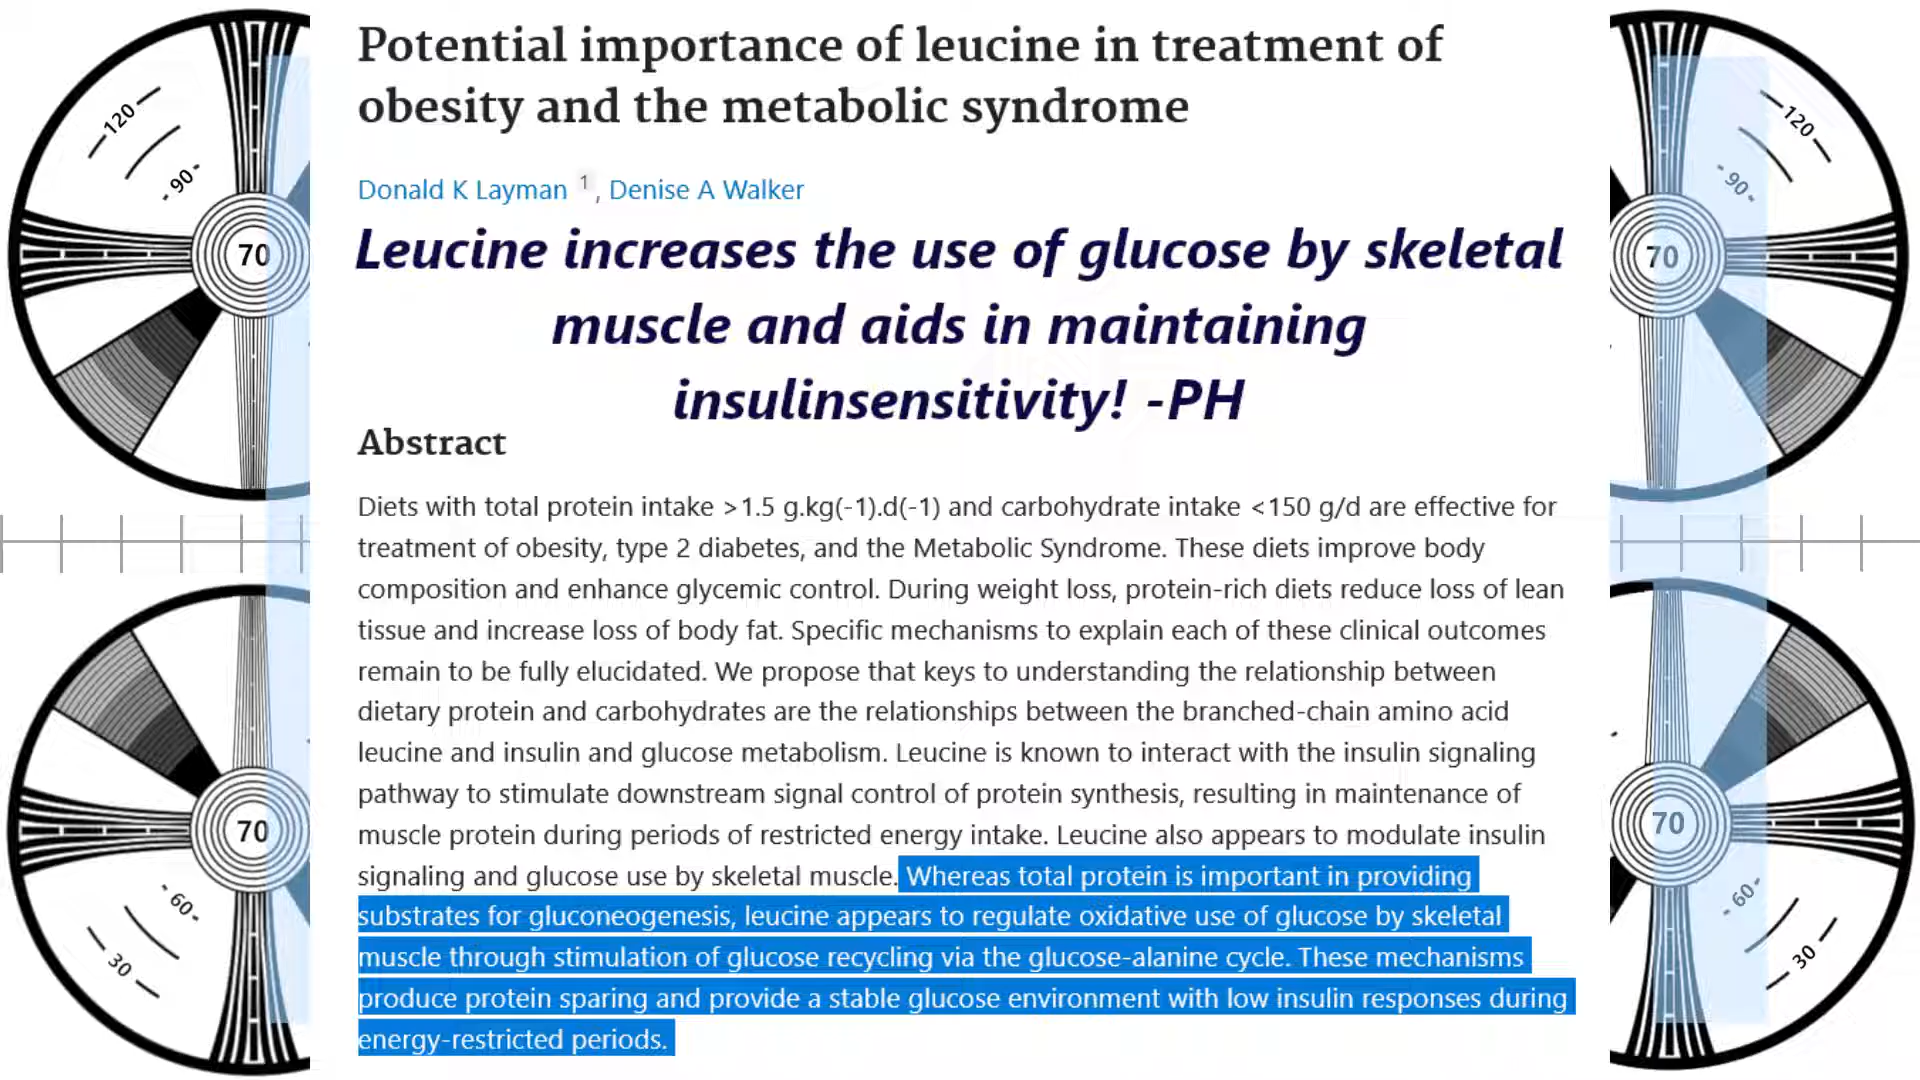 Potential importance of leucine in treatment of
obesity and the metabolic syndrome
Donald K Layman 1, Denise A Walker
Leucine increases the use of glucose by skeletal
muscle and aids in maintaining
insulinsensitivity! -PH
Abstract
Diets with total protein intake >1.5 g.kg(-1).d(-1) and carbohydrate intake <150 g/d are effective for
treatment of obesity, type 2 diabetes, and the Metabolic Syndrome. These diets improve body
composition and enhance glycemic control. During weight loss, protein-rich diets reduce loss of lean
tissue and increase loss of body fat. Specific mechanisms to explain each of these clinical outcomes
remain to be fully elucidated. We propose that keys to understanding the relationship between
dietary protein and carbohydrates are the relationships between the branched-chain amino acid
leucine and insulin and glucose metabolism. Leucine is known to interact with the insulin signaling
pathway to stimulate downstream signal control of protein synthesis, resulting in maintenance of
muscle protein during periods of restricted energy intake. Leucine also appears to modulate insulin
signaling and glucose use by skeletal muscle. Whereas total protein is important in providing
substrates for gluconeogenesis, leucine appears to regulate oxidative use of glucose by skeletal
muscle through stimulation of glucose recycling via the glucose-alanine cycle. These mechanisms
produce protein sparing and provide a stable glucose environment with low insulin responses during
energy-restricted periods.
120
-90-
70
120
-90-
70
70
-60-
30
70
-60-
30